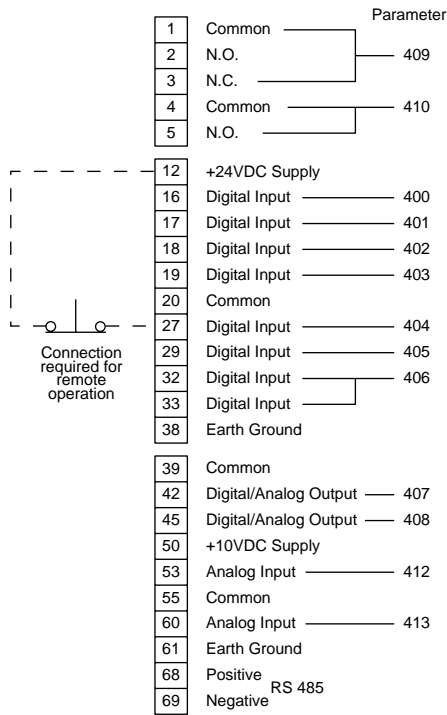 Parameter
1 Common
2 N.O. 409
3 N.C.
4 Common 410
5 N.O.
12 +24VDC Supply
16 Digital Input 400
17 Digital Input 401
18 Digital Input 402
19 Digital Input 403
20 Common
27 Digital Input 404
29 Digital Input 405
32 Digital Input 406
33 Digital Input
38 Earth Ground
Connection
required for
remote
operation
39 Common
42 Digital/Analog Output 407
45 Digital/Analog Output 408
50 +10VDC Supply
53 Analog Input 412
55 Common
60 Analog Input 413
61 Earth Ground
68 Positive
RS 485
69 Negative